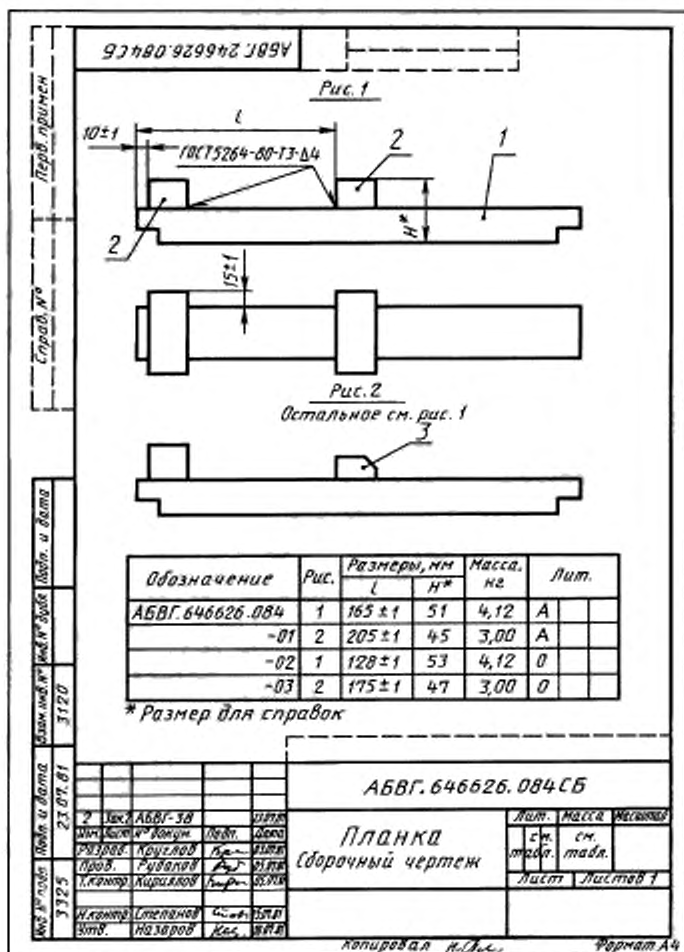 АБВГ.246626.084СБ
Рис. 1
l
10±1
ГОСТ5264-80-Т3-Δ4
2
1
2
H*
15±1
Рис. 2
Остальное см. рис. 1
3
Обозначение Рис. Размеры, мм Масса, кг Лит.
l H*
АБВГ.646626.084 1 165±1 51 4,12 А
-01 2 205±1 45 3,00 А
-02 1 128±1 53 4,12 О
-03 2 175±1 47 3,00 О
* Размер для справок
Перв. примен
Справ. №
Подп. и дата
Инв № дубл
Взам инв №
3120
Подп. и дата
23.07.81
Инв № подл
3325
АБВГ.646626.084СБ
2 АБВГ-38
Изм. Лист № докум. Подп. Дата
Разраб. Круглов
Пров. Рудаков
Т.контр. Кириллов
Н.контр. Степанов
Утв. Назаров
Планка
Сборочный чертеж
Лит. Масса Масштаб
см. табл. см. табл.
Лист Листов 1
Копировал
Формат А4